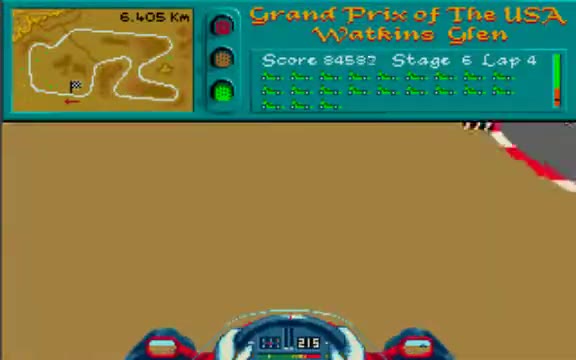 6.405 Km
Grand Prix of The USA
Watkins Glen
Score 84582 Stage 6 Lap 4
215